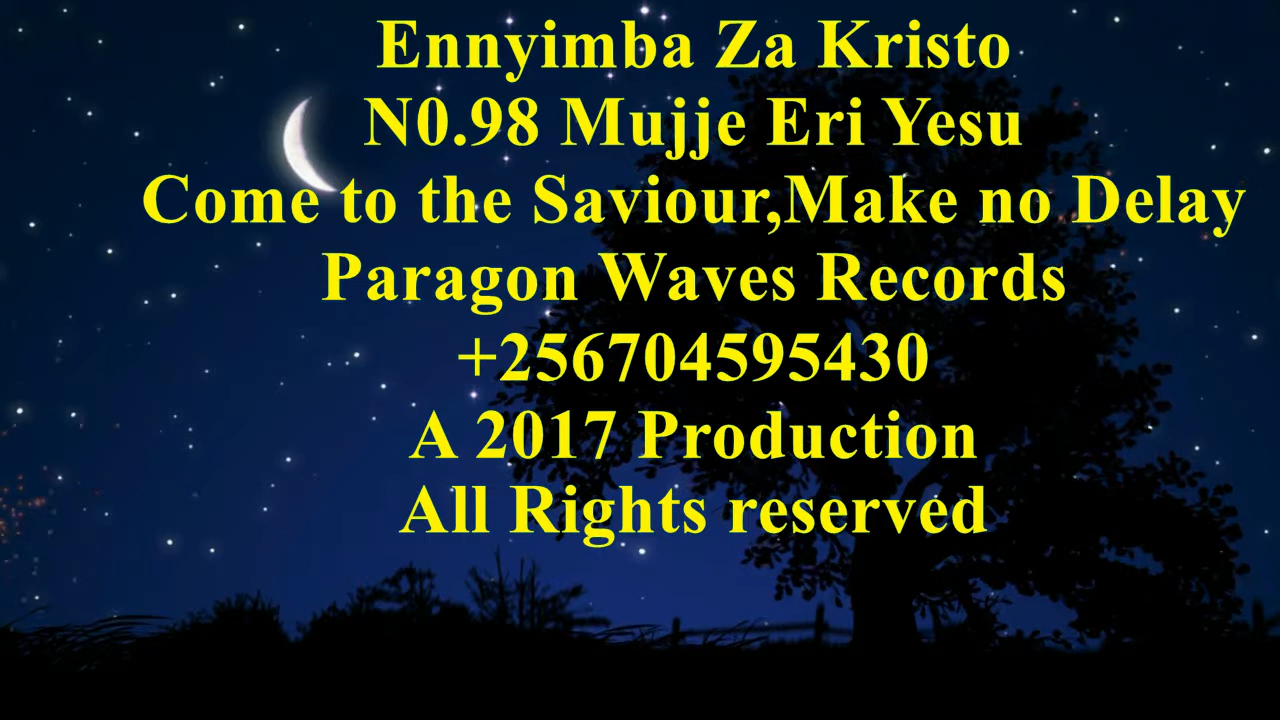 Ennyimba Za Kristo
N0.98 Mujje Eri Yesu
Come to the Saviour,Make no Delay
Paragon Waves Records
+256704595430
A 2017 Production
All Rights reserved